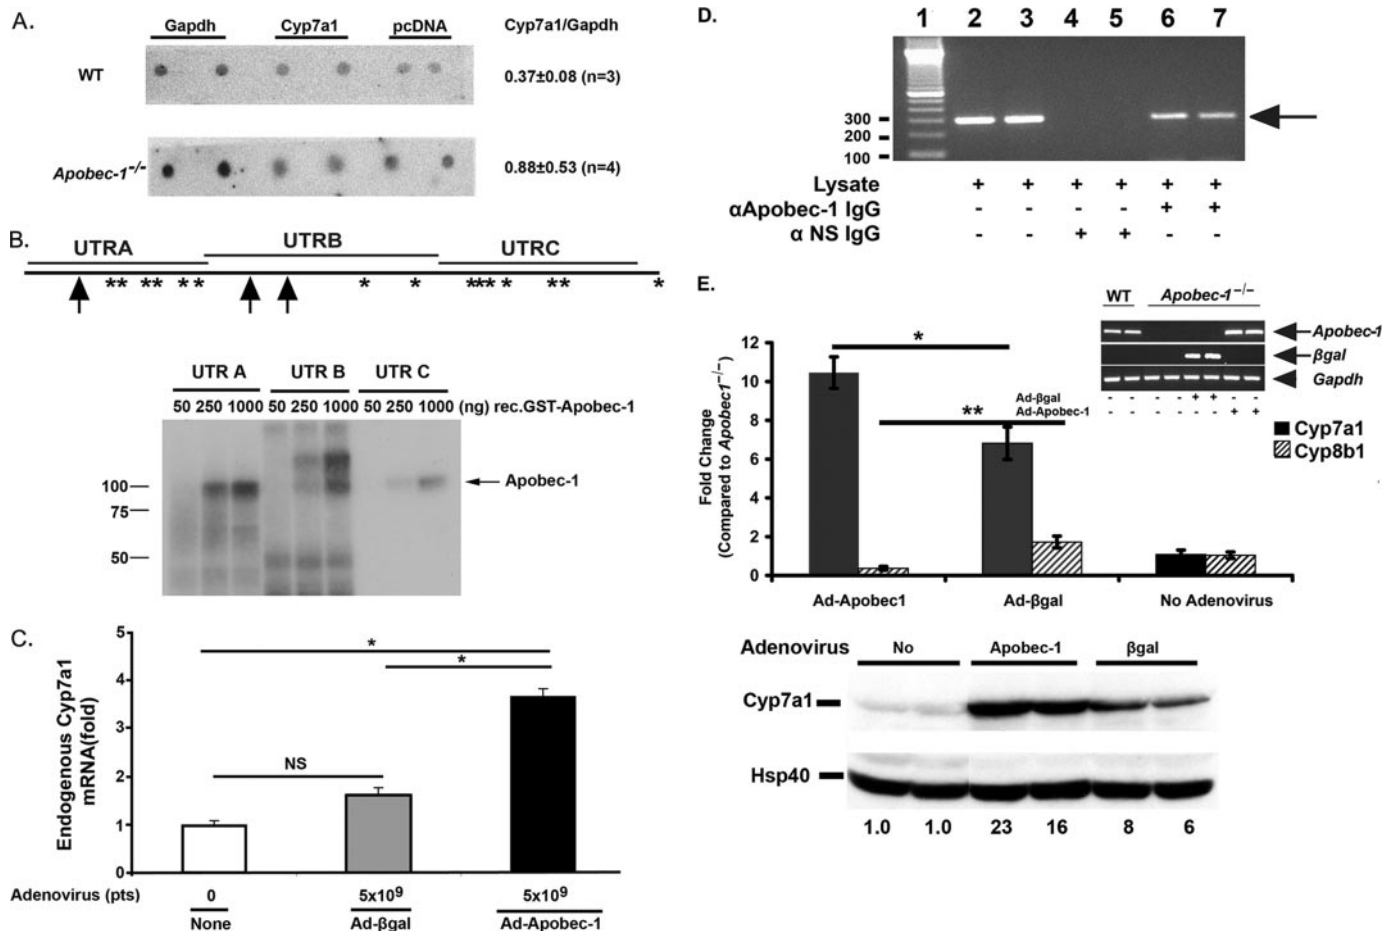 A.
Gapdh Cyp7a1 pcDNA Cyp7a1/Gapdh
WT 0.37±0.08 (n=3)
Apobec-1-/- 0.88±0.53 (n=4)
B.
UTRA UTRB UTRC
** ** ** * * *** * ** *
UTR A UTR B UTR C
50 250 1000 50 250 1000 50 250 1000 (ng) rec.GST-Apobec-1
100
75
50
Apobec-1
C.
Endogenous Cyp7a1
mRNA(fold)
5
4
3
2
1
0
*
*
NS
Adenovirus (pts) 0 5x109 5x109
None Ad-βgal Ad-Apobec-1
D.
1 2 3 4 5 6 7
300
200
100
Lysate + + + + + +
αApobec-1 IgG - - - - + +
α NS IgG - - + + - -
E.
WT Apobec-1-/-
Apobec-1
βgal
Gapdh
Ad-βgal - - - - + + - -
Ad-Apobec-1 - - - - - - + +
Fold Change
(Compared to Apobec1-/-)
12
10
8
6
4
2
0
*
**
Cyp7a1
Cyp8b1
Ad-Apobec1 Ad-βgal No Adenovirus
Adenovirus No Apobec-1 βgal
Cyp7a1
Hsp40
1.0 1.0 23 16 8 6